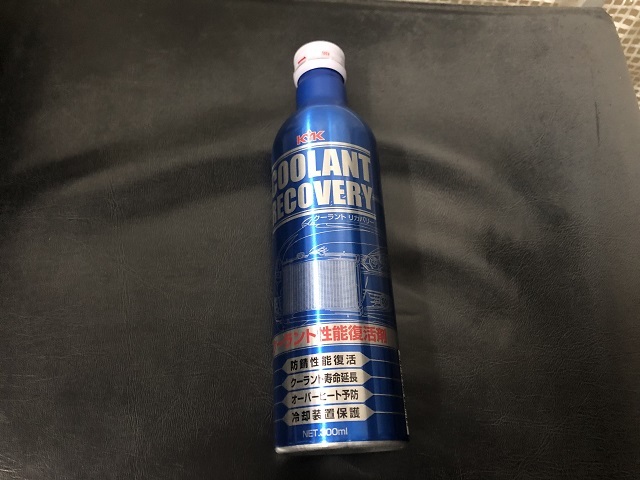 KYK
COOLANT
RECOVERY
クーラントリカバリー
クーラント性能復活剤
防錆性能復活
クーラント寿命延長
オーバーヒート予防
冷却装置保護
NET.300ml